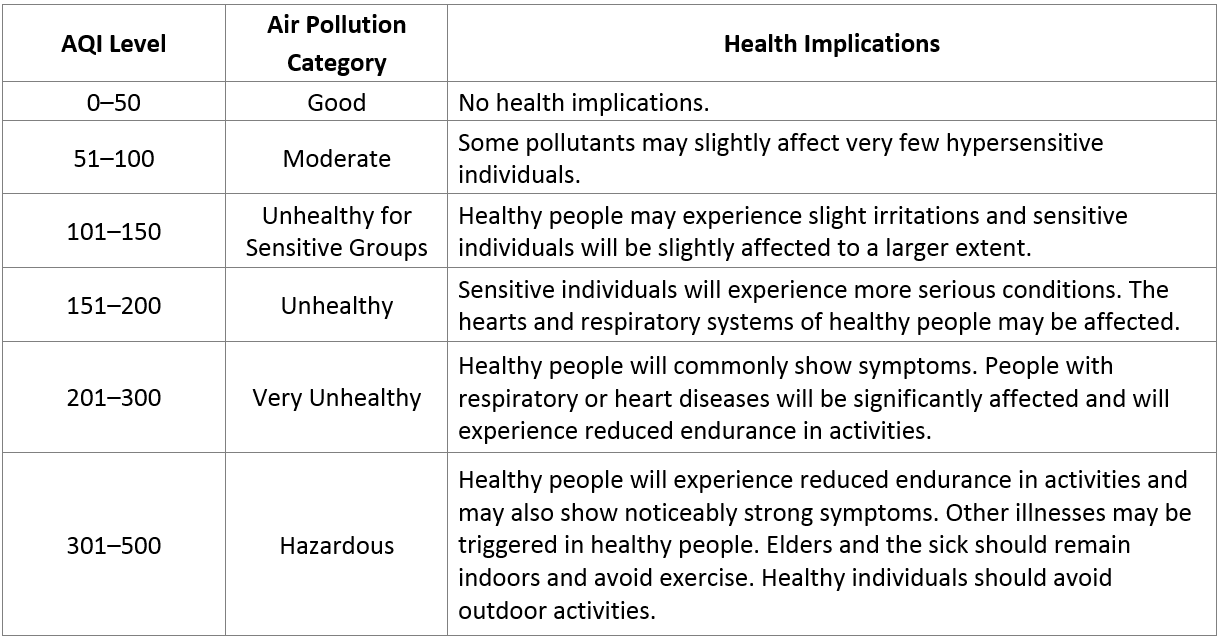 AQI Level
Air Pollution
Category
Health Implications
0–50
Good
No health implications.
51–100
Moderate
Some pollutants may slightly affect very few hypersensitive
individuals.
101–150
Unhealthy for
Sensitive Groups
Healthy people may experience slight irritations and sensitive
individuals will be slightly affected to a larger extent.
151–200
Unhealthy
Sensitive individuals will experience more serious conditions. The
hearts and respiratory systems of healthy people may be affected.
201–300
Very Unhealthy
Healthy people will commonly show symptoms. People with
respiratory or heart diseases will be significantly affected and will
experience reduced endurance in activities.
301–500
Hazardous
Healthy people will experience reduced endurance in activities and
may also show noticeably strong symptoms. Other illnesses may be
triggered in healthy people. Elders and the sick should remain
indoors and avoid exercise. Healthy individuals should avoid
outdoor activities.